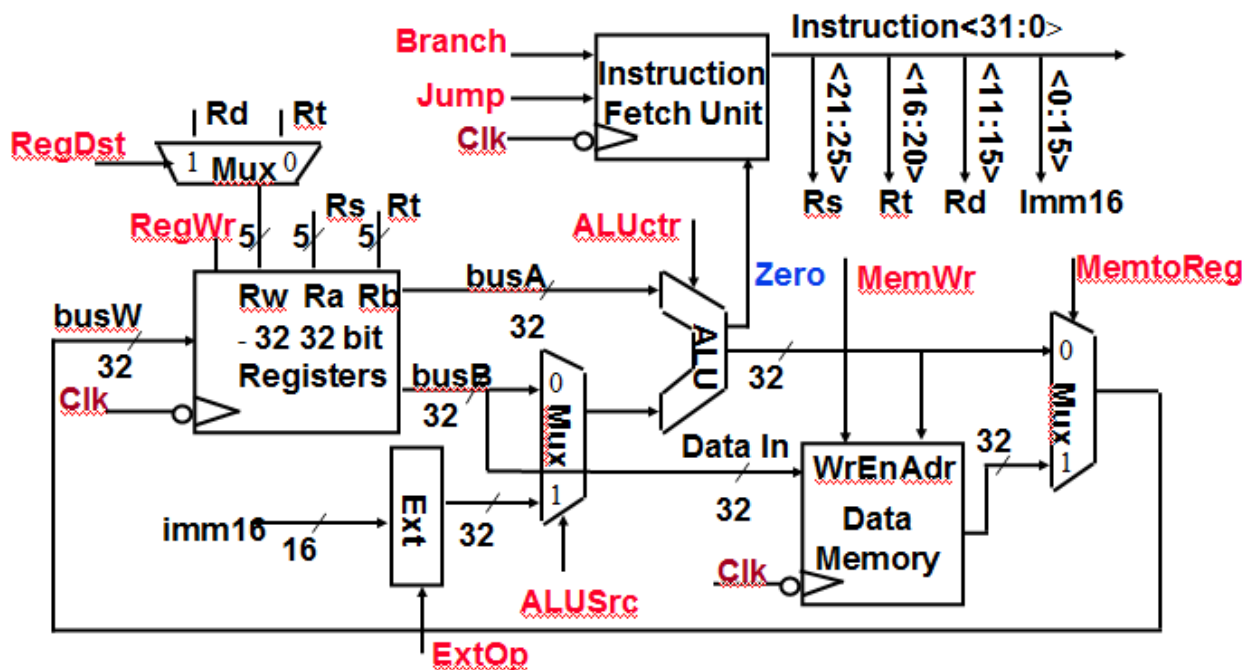 Instruction<31:0>
Branch
Instruction
Fetch Unit
Jump
Clk
<21:25>
<16:20>
<11:15>
<0:15>
Rs
Rt
Rd
Imm16
Rd
Rt
RegDst
1
Mux
0
RegWr
5
5
Rs
5
Rt
ALUctr
Zero
MemWr
MemtoReg
busW
32
Rw
Ra
Rb
- 32 32 bit
Registers
Clk
busA
32
busB
32
0
Mux
1
ALU
32
0
Mux
1
Data In
32
WrEn
Adr
Data
Memory
32
Clk
imm16
16
Ext
32
ALUSrc
ExtOp